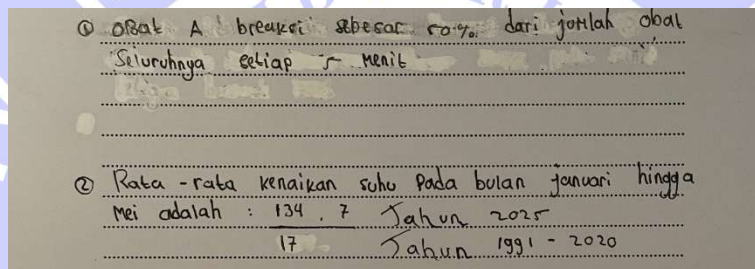 ① OBat A breaksi sebesar 50% dari jumlah obat
Seluruhnya setiap 5 Menit
② Rata-rata kenaikan suhu Pada bulan januari hingga
Mei adalah : 134,7 Tahun 2025
17 Tahun 1991 - 2020